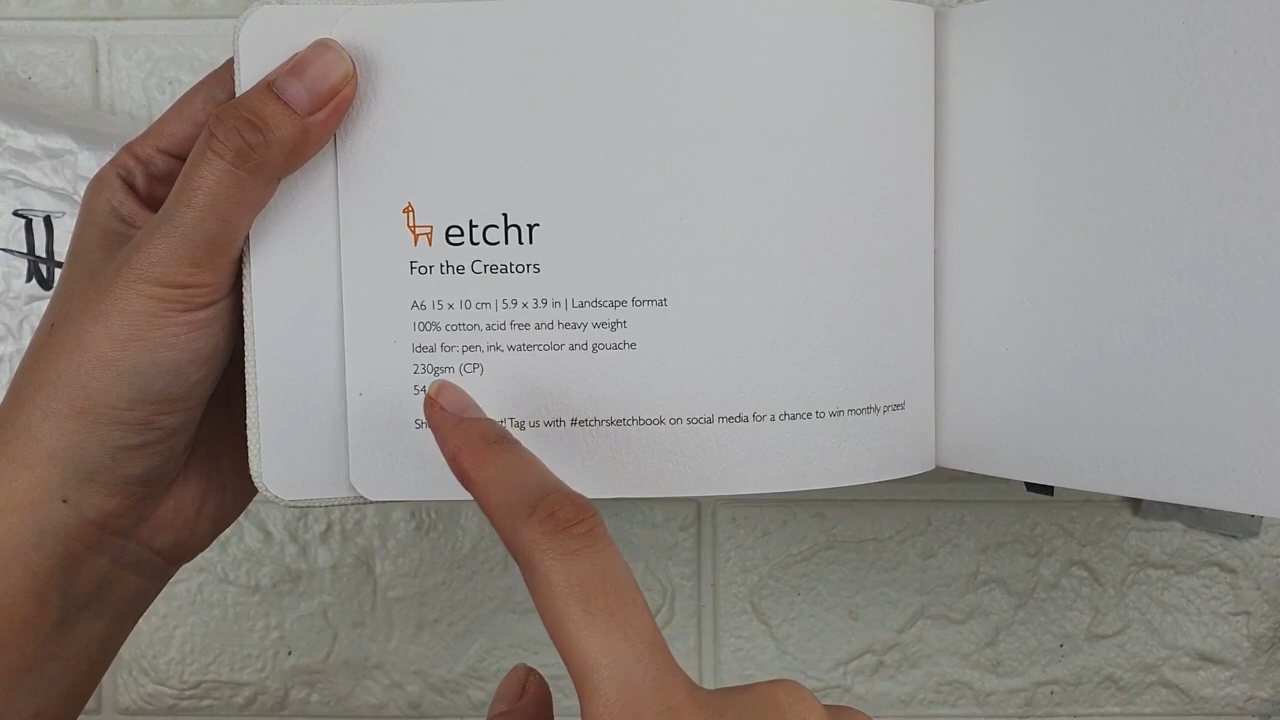 etchr
For the Creators
A6 15 x 10 cm | 5.9 x 3.9 in | Landscape format
100% cotton, acid free and heavy weight
Ideal for: pen, ink, watercolor and gouache
230gsm (CP)
54
Tag us with #etchrsketchbook on social media for a chance to win monthly prizes!